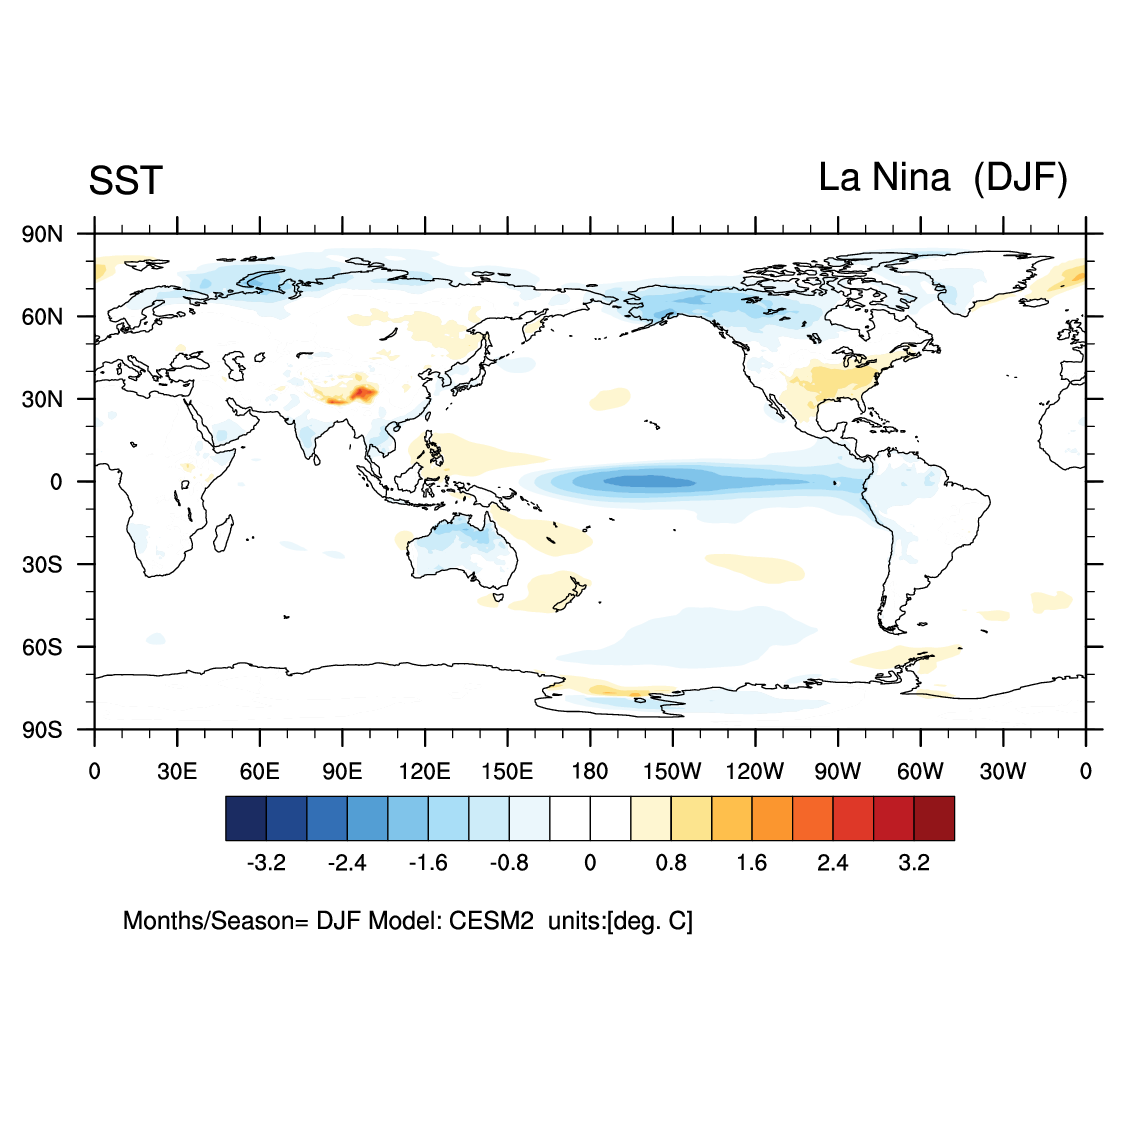 SST La Nina (DJF)
90N
60N
30N
0
30S
60S
90S
0 30E 60E 90E 120E 150E 180 150W 120W 90W 60W 30W 0
-3.2 -2.4 -1.6 -0.8 0 0.8 1.6 2.4 3.2
Months/Season= DJF Model: CESM2 units:[deg. C]